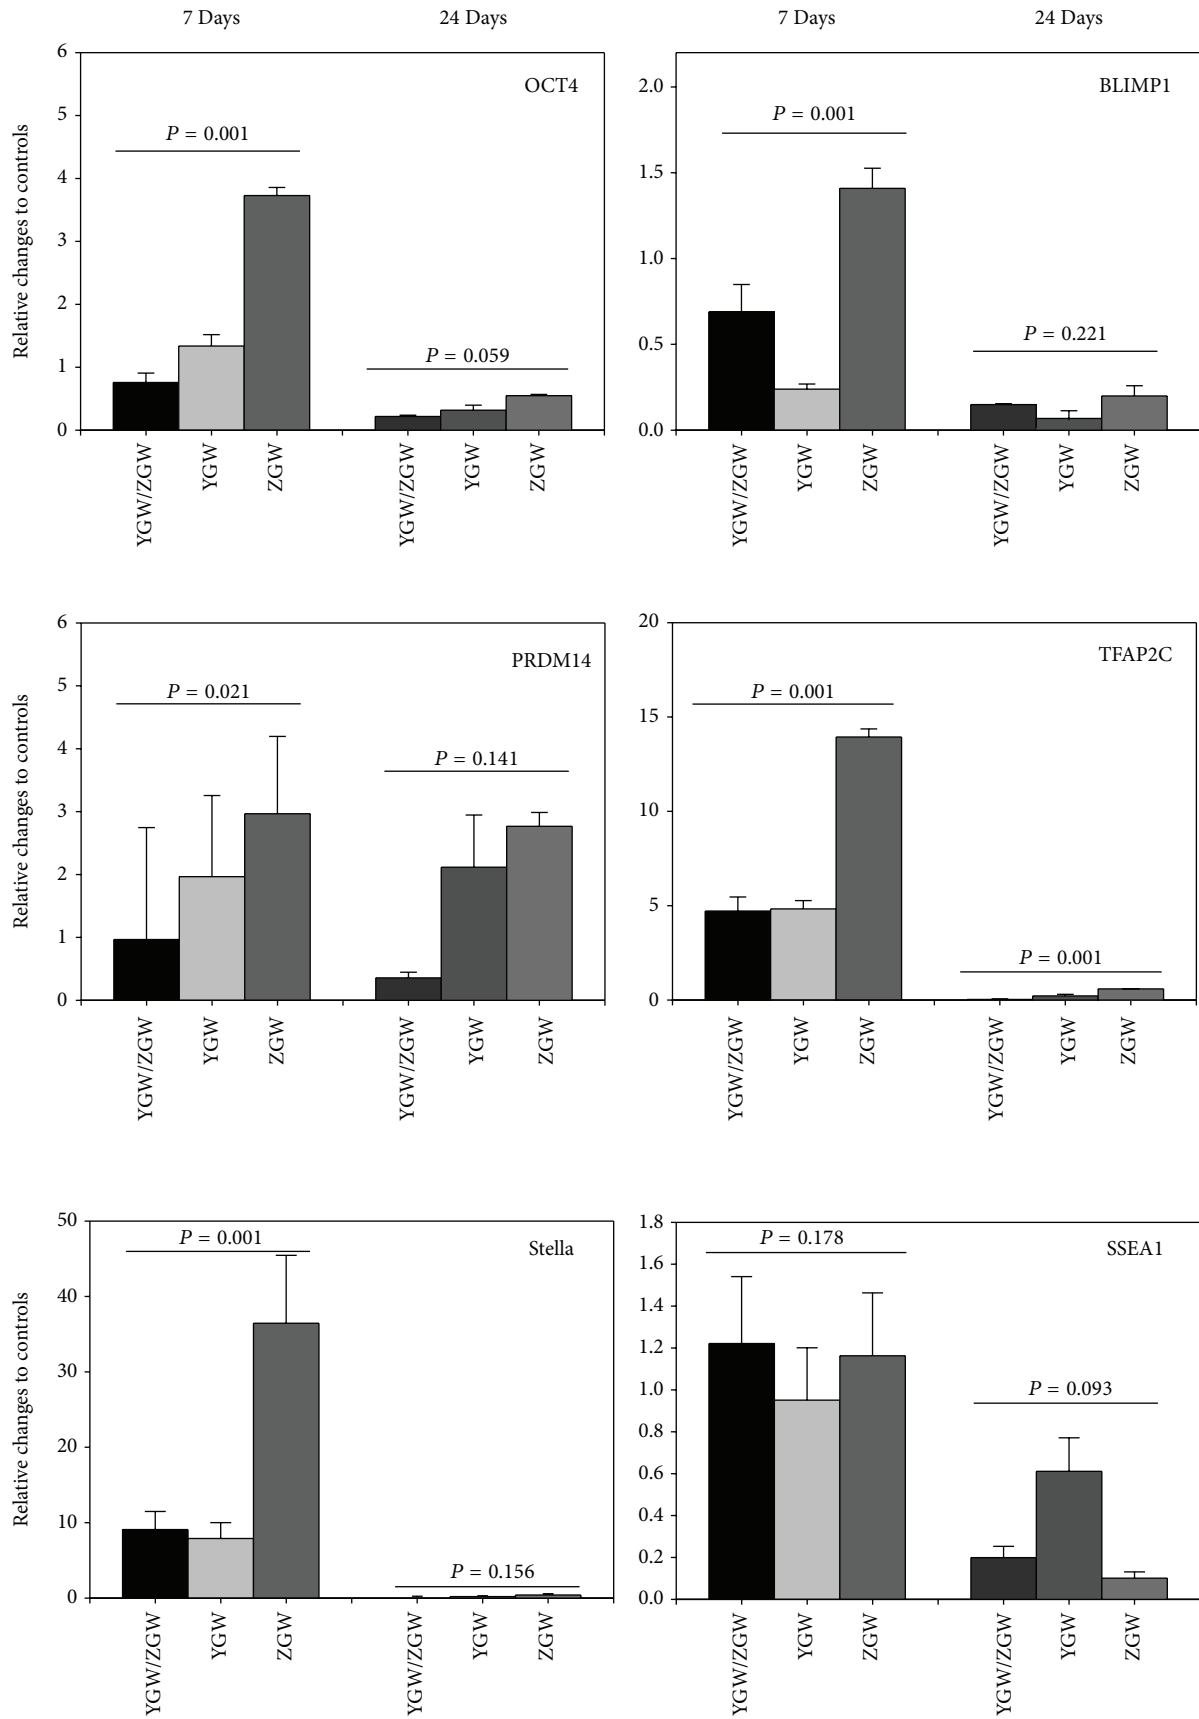 7 Days 24 Days 7 Days 24 Days
Relative changes to controls
6
5
4
3
2
1
0
OCT4
P = 0.001
P = 0.059
YGW/ZGW
YGW
ZGW
YGW/ZGW
YGW
ZGW
2.0
1.5
1.0
0.5
0.0
BLIMP1
P = 0.001
P = 0.221
YGW/ZGW
YGW
ZGW
YGW/ZGW
YGW
ZGW
Relative changes to controls
6
5
4
3
2
1
0
PRDM14
P = 0.021
P = 0.141
YGW/ZGW
YGW
ZGW
YGW/ZGW
YGW
ZGW
20
15
10
5
0
TFAP2C
P = 0.001
P = 0.001
YGW/ZGW
YGW
ZGW
YGW/ZGW
YGW
ZGW
Relative changes to controls
50
40
30
20
10
0
Stella
P = 0.001
P = 0.156
YGW/ZGW
YGW
ZGW
YGW/ZGW
YGW
ZGW
1.8
1.6
1.4
1.2
1.0
0.8
0.6
0.4
0.2
0.0
SSEA1
P = 0.178
P = 0.093
YGW/ZGW
YGW
ZGW
YGW/ZGW
YGW
ZGW